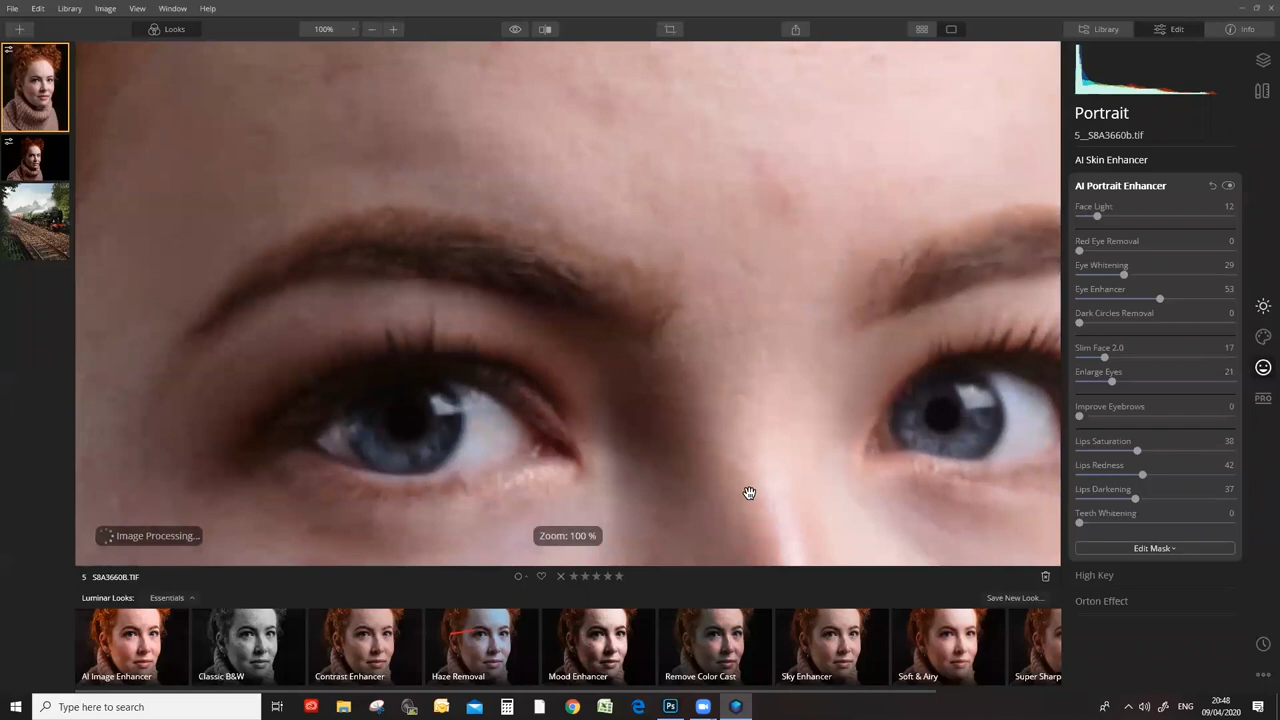 File Edit Library Image View Window Help
Looks 100% Library Edit Info
Portrait
5__S8A3660b.tif
AI Skin Enhancer
AI Portrait Enhancer
Face Light 12
Red Eye Removal 0
Eye Whitening 29
Eye Enhancer 53
Dark Circles Removal 0
Slim Face 2.0 17
Enlarge Eyes 21
Improve Eyebrows 0
Lips Saturation 38
Lips Redness 42
Lips Darkening 37
Teeth Whitening 0
Edit Mask
High Key
Orton Effect
PRO
Image Processing...
Zoom: 100 %
5 S8A3660B.TIF
Luminar Looks: Essentials Save New Look...
AI Image Enhancer Classic B&W Contrast Enhancer Haze Removal Mood Enhancer Remove Color Cast Sky Enhancer Soft & Airy Super Sharp
Type here to search
Ps
ENG
20:48
09/04/2020